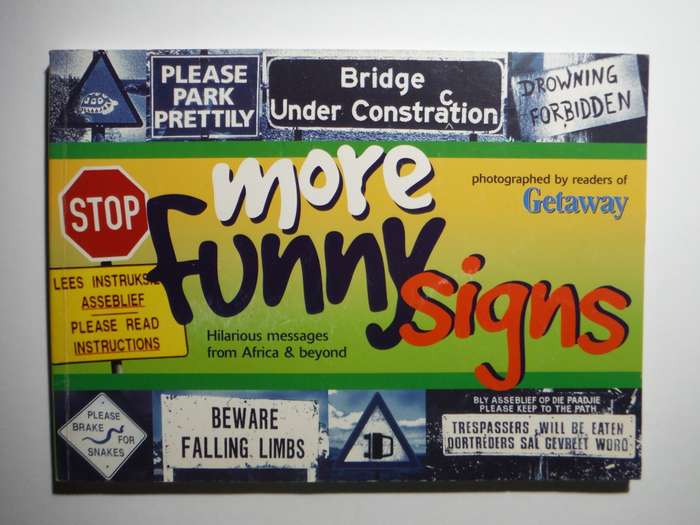 PLEASE
PARK
PRETTILY
Bridge
Under Constraction
DROWNING
FORBIDDEN
more
funny
signs
photographed by readers of
Getaway
STOP
LEES INSTRUKSI
ASSEBLIEF
PLEASE READ
INSTRUCTIONS
Hilarious messages
from Africa & beyond
PLEASE
BRAKE FOR
SNAKES
BEWARE
FALLING LIMBS
BLY ASSEBLIEF OP DIE PAADJIE
PLEASE KEEP TO THE PATH
TRESPASSERS WILL BE EATEN
OORTREDERS SAL GEVREET WORD